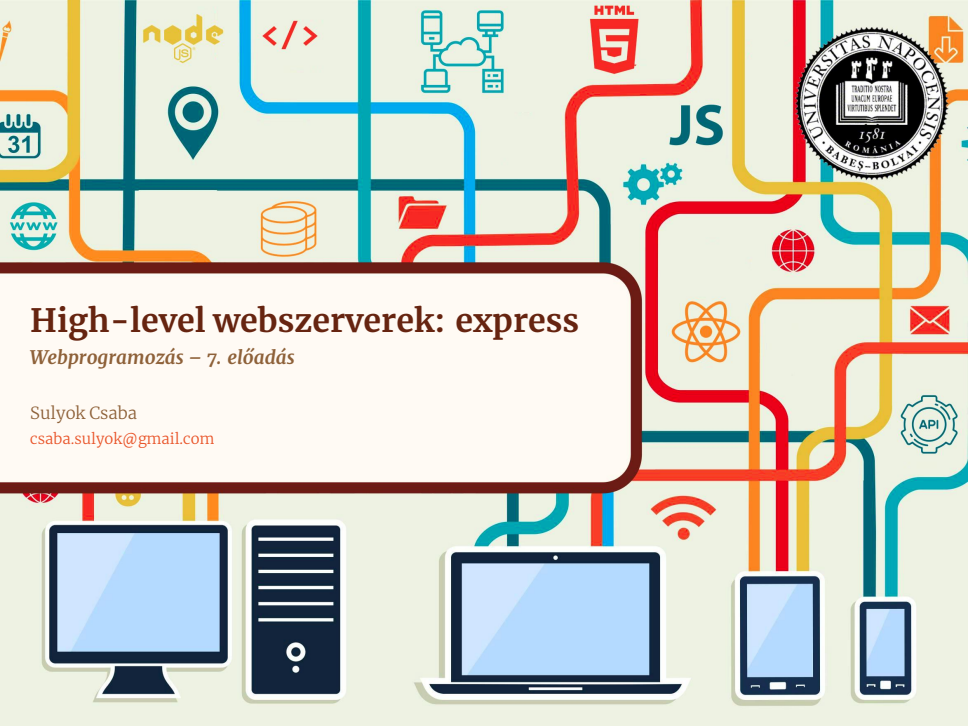 node
JS
</>
HTML
5
JS
UNIVERSITAS NAPOCENSIS
TRADITIO NOSTRA
UNACUM EUROPAE
VIRTUTIBUS SPLENDET
1581
ROMÂNIA
BABEȘ-BOLYAI
31
WWW
High-level webszerverek: express
Webprogramozás – 7. előadás
Sulyok Csaba
csaba.sulyok@gmail.com
API